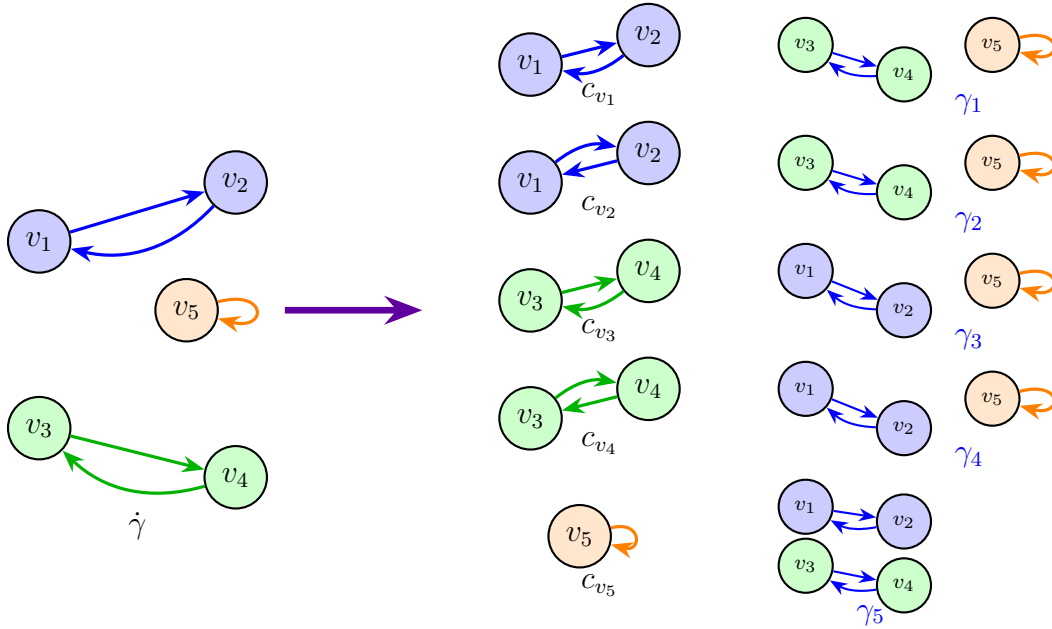 v₁
v₂
v₅
v₃
v₄
γ̇
v₁
v₂
c_{v₁}
v₃
v₄
v₅
γ₁
v₁
v₂
c_{v₂}
v₃
v₄
v₅
γ₂
v₃
v₄
c_{v₃}
v₁
v₂
v₅
γ₃
v₃
v₄
c_{v₄}
v₁
v₂
v₅
γ₄
v₅
c_{v₅}
v₁
v₂
v₃
v₄
γ₅